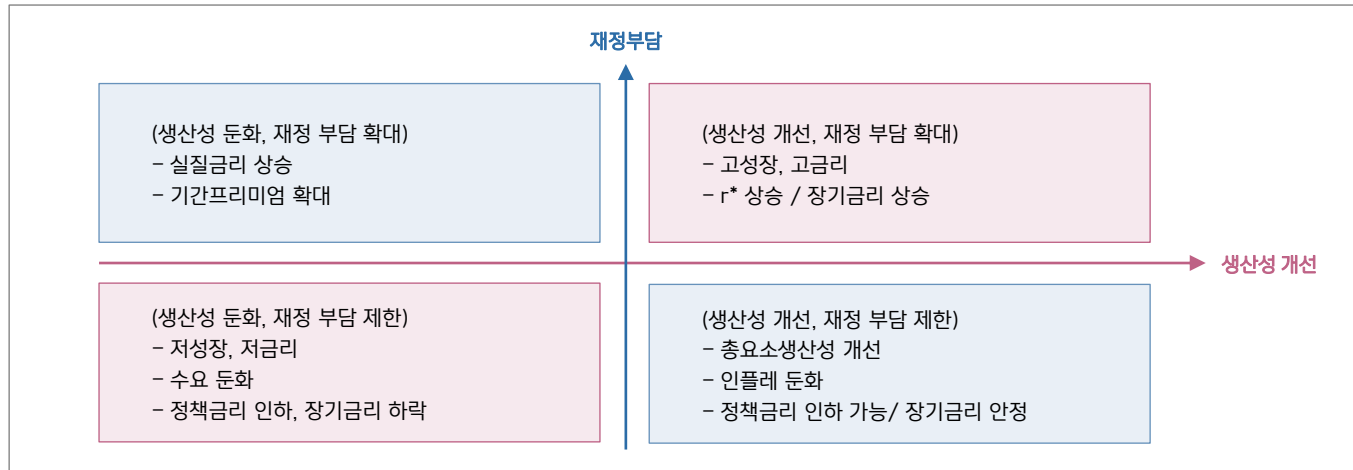 재정부담
(생산성 둔화, 재정 부담 확대)
– 실질금리 상승
– 기간프리미엄 확대
(생산성 개선, 재정 부담 확대)
– 고성장, 고금리
– r* 상승 / 장기금리 상승
생산성 개선
(생산성 둔화, 재정 부담 제한)
– 저성장, 저금리
– 수요 둔화
– 정책금리 인하, 장기금리 하락
(생산성 개선, 재정 부담 제한)
– 총요소생산성 개선
– 인플레 둔화
– 정책금리 인하 가능/ 장기금리 안정